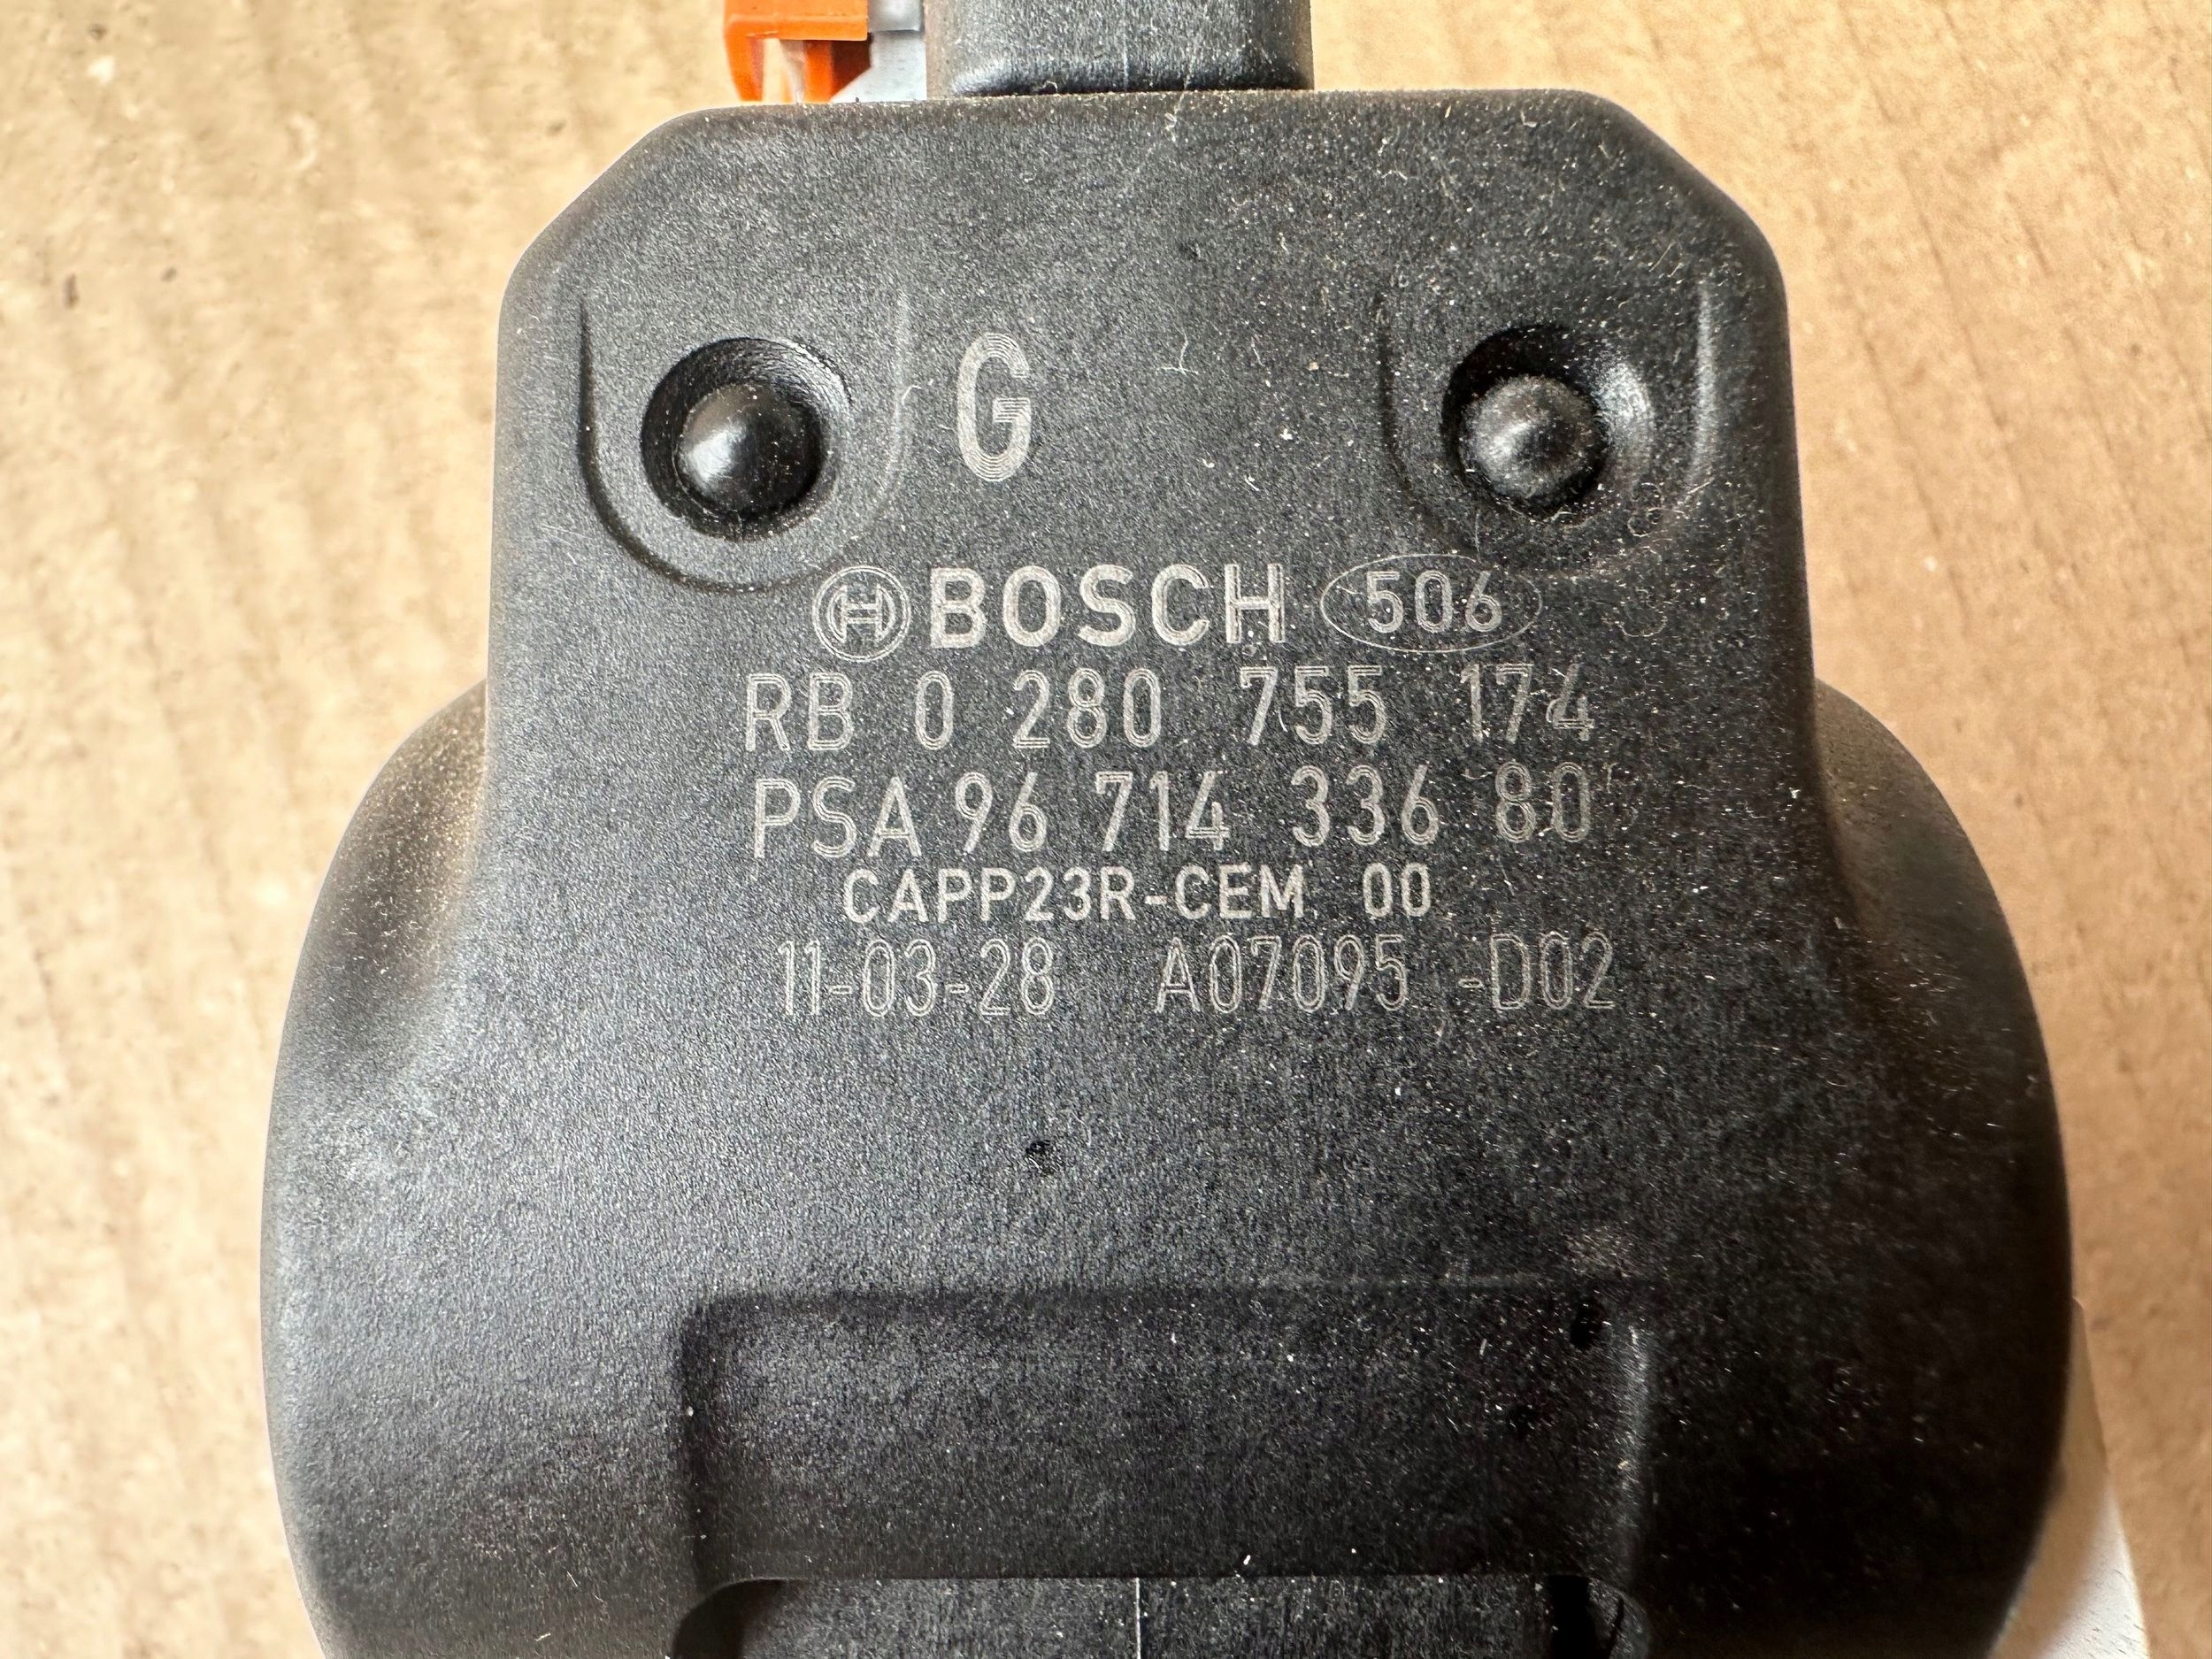 G
BOSCH 506
RB 0 280 755 174
PSA 96 714 336 80
CAPP23R-CEM 00
11-03-28 A07095 -D02